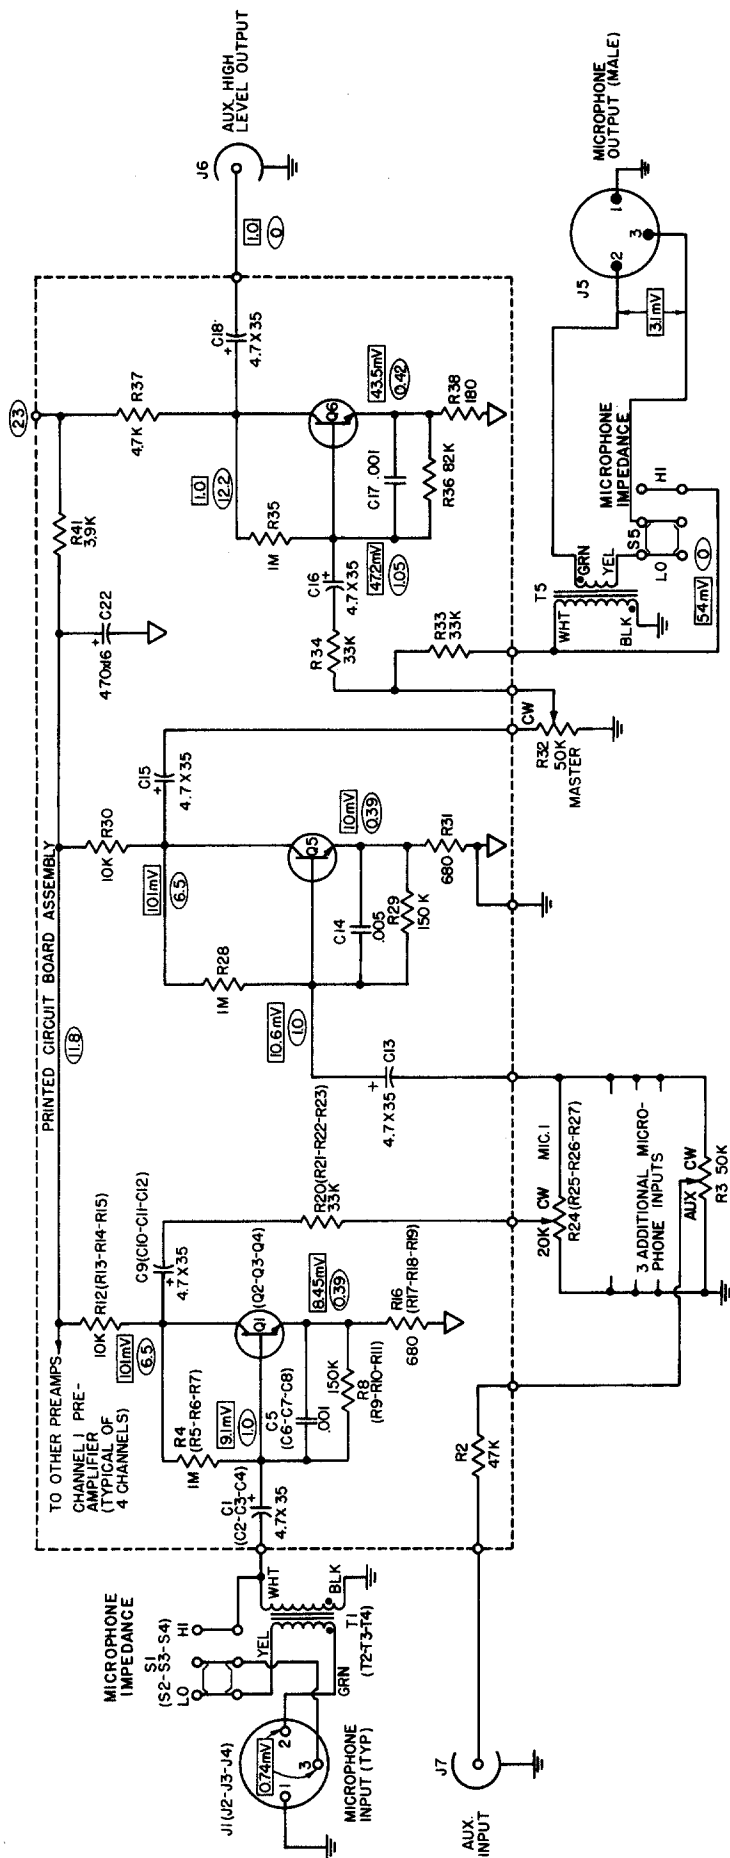 PRINTED CIRCUIT BOARD ASSEMBLY
TO OTHER PREAMPS
CHANNEL 1 PRE-
AMPLIFIER
(TYPICAL OF
4 CHANNELS)
11.8
23
MICROPHONE
IMPEDANCE
S1
(S2-S3-S4)
LO
HI
J1(J2-J3-J4)
1
2
3
0.74mV
MICROPHONE
INPUT (TYP)
YEL
GRN
WHT
BLK
T1
(T2-T3-T4)
C1
(C2-C3-C4)
4.7X35
R4
(R5-R6-R7)
1M
R12(R13-R14-R15)
10K
101mV
6.5
9.1mV
1.0
Q1
(Q2-Q3-Q4)
C5
(C6-C7-C8)
.001
150K
R8
(R9-R10-R11)
8.45mV
0.39
R16
(R17-R18-R19)
680
C9(C10-C11-C12)
4.7X35
R20(R21-R22-R23)
33K
MIC.1
20K CW
R24(R25-R26-R27)
3 ADDITIONAL MICRO-
PHONE INPUTS
AUX CW
R3 50K
AUX.
INPUT
J7
R2
47K
C13
4.7X35
10.6mV
1.0
R28
1M
R30
10K
101mV
6.5
Q5
C14
.005
R29
150K
10mV
0.39
R31
680
C15
4.7X35
CW
R32
50K
MASTER
R41
3.9K
C22
470x16
R34
33K
R33
33K
C16
4.7X35
47.2mV
1.05
R35
1M
R37
4.7K
1.0
12.2
Q6
C17 .001
R36 82K
43.5mV
0.42
R38
180
C18
4.7X35
1.0
0
J6
AUX. HIGH
LEVEL OUTPUT
T5
WHT
BLK
GRN
YEL
S5
LO
HI
MICROPHONE
IMPEDANCE
54mV
0
3.1mV
J5
2
3
1
MICROPHONE
OUTPUT (MALE)